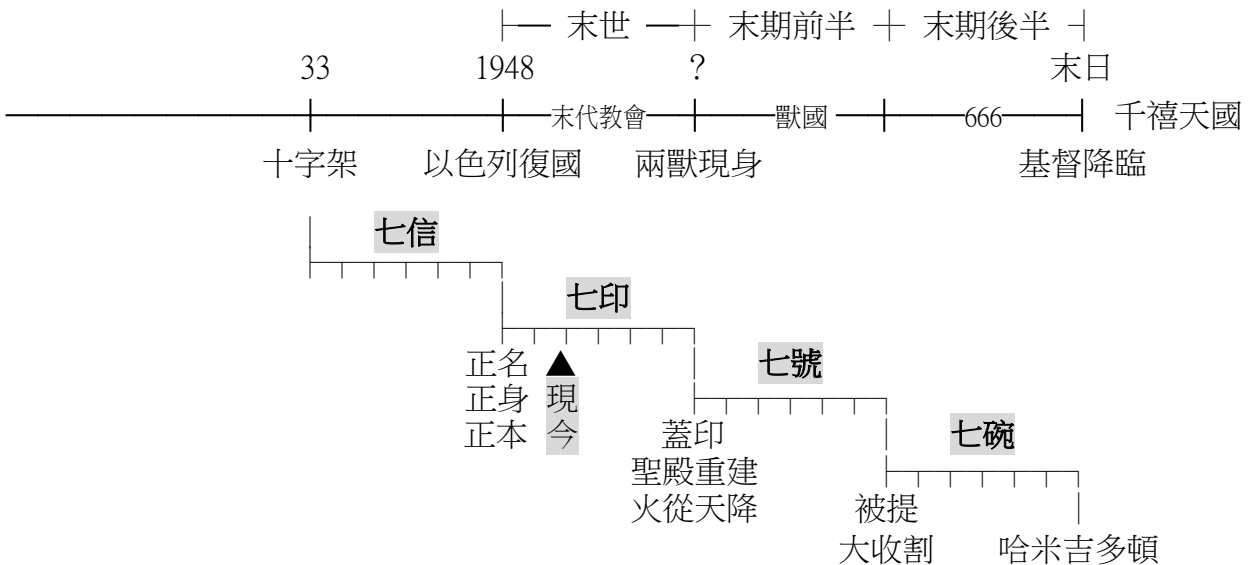 末世 末期前半 末期後半
33 1948 ? 末日
末代教會 獸國 666 千禧天國
十字架 以色列復國 兩獸現身 基督降臨
七信
七印
正名 ▲ 七號
正身 現
正本 今 蓋印 七碗
聖殿重建
火從天降 被提
大收割 哈米吉多頓